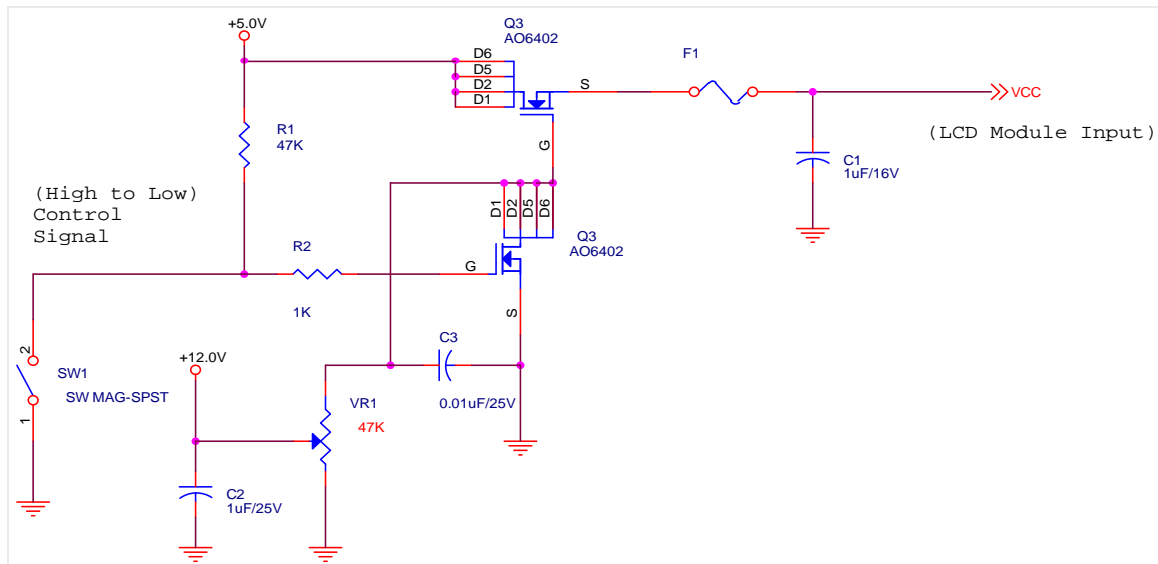 Q3
AO6402
+5.0V
D6
D5
D2
D1
S
G
F1
VCC
(LCD Module Input)
R1
47K
C1
1uF/16V
(High to Low)
Control
Signal
D1
D2
D5
D6
Q3
AO6402
R2
1K
G
S
C3
0.01uF/25V
+12.0V
2
SW1
SW MAG-SPST
1
VR1
47K
C2
1uF/25V